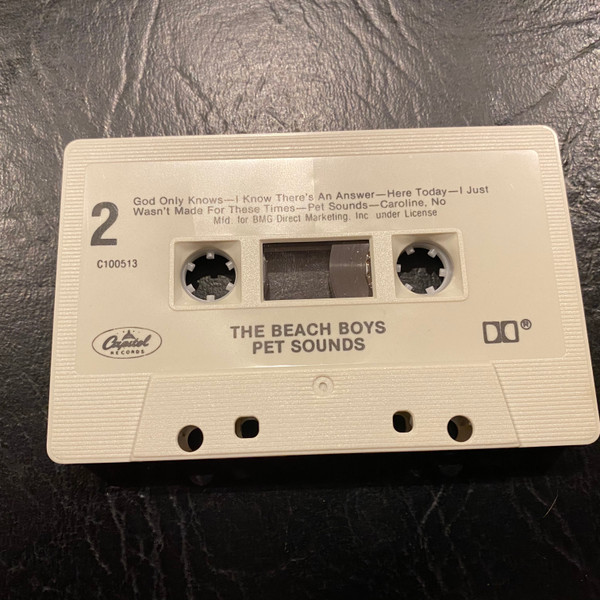 God Only Knows—I Know There's An Answer—Here Today—I Just
Wasn't Made For These Times—Pet Sounds—Caroline, No
Mfd. for BMG Direct Marketing, Inc. under License
2
C100513
THE BEACH BOYS
PET SOUNDS
Capitol
RECORDS
®